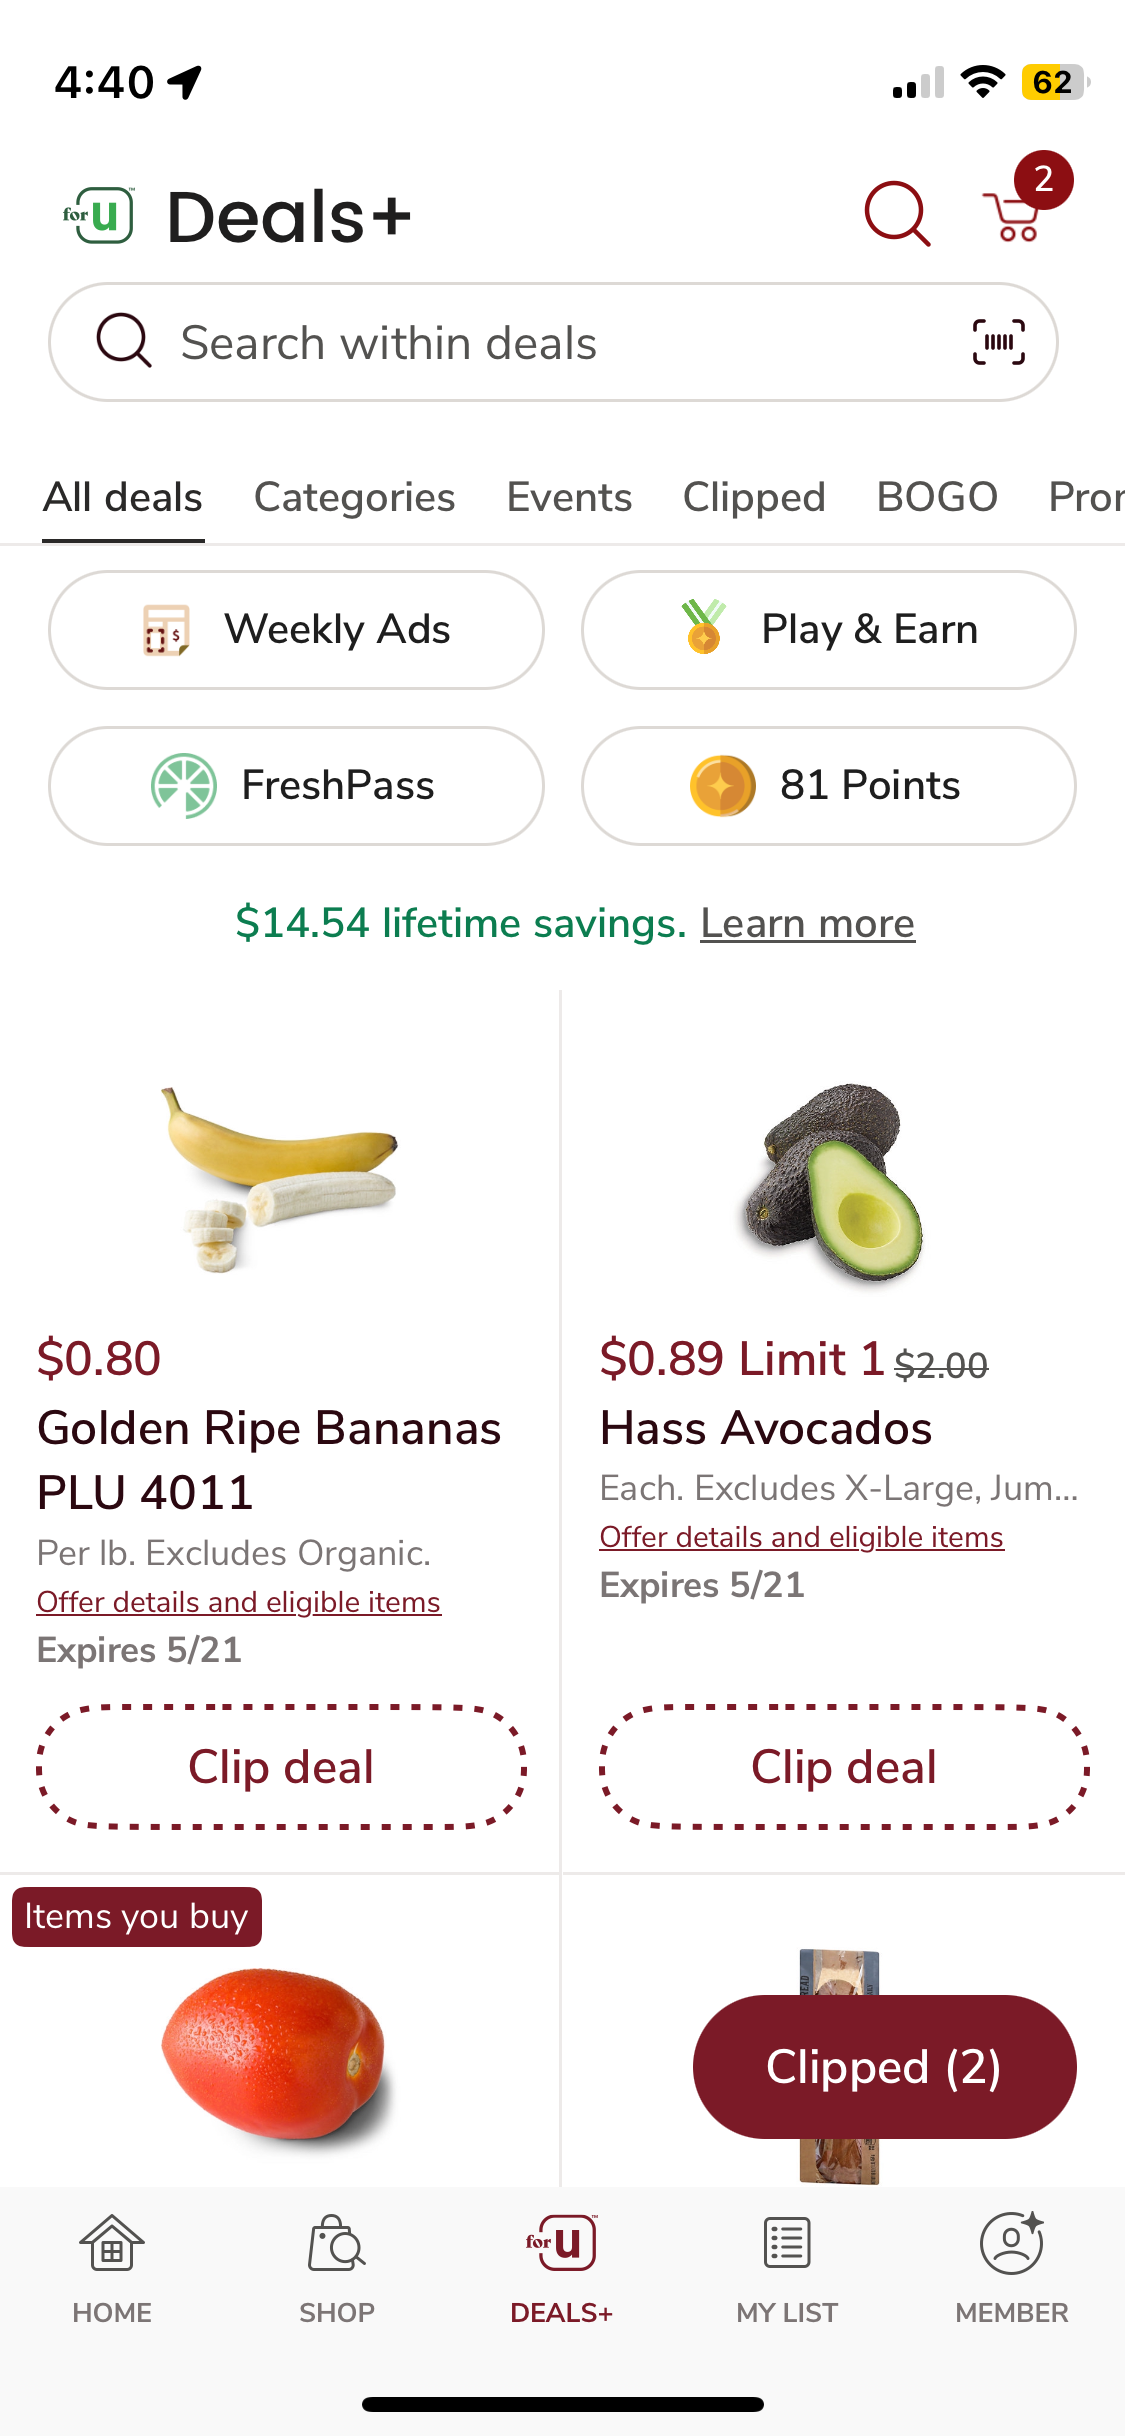 4:40
62
for u™ Deals+
2
Search within deals
All deals Categories Events Clipped BOGO Pro
Weekly Ads
$
Play & Earn
FreshPass
81 Points
$14.54 lifetime savings. Learn more
$0.80
Golden Ripe Bananas
PLU 4011
Per lb. Excludes Organic.
Offer details and eligible items
Expires 5/21
Clip deal
$0.89 Limit 1 $2.00
Hass Avocados
Each. Excludes X-Large, Jum...
Offer details and eligible items
Expires 5/21
Clip deal
Items you buy
Clipped (2)
HOME
SHOP
for u™
DEALS+
MY LIST
MEMBER